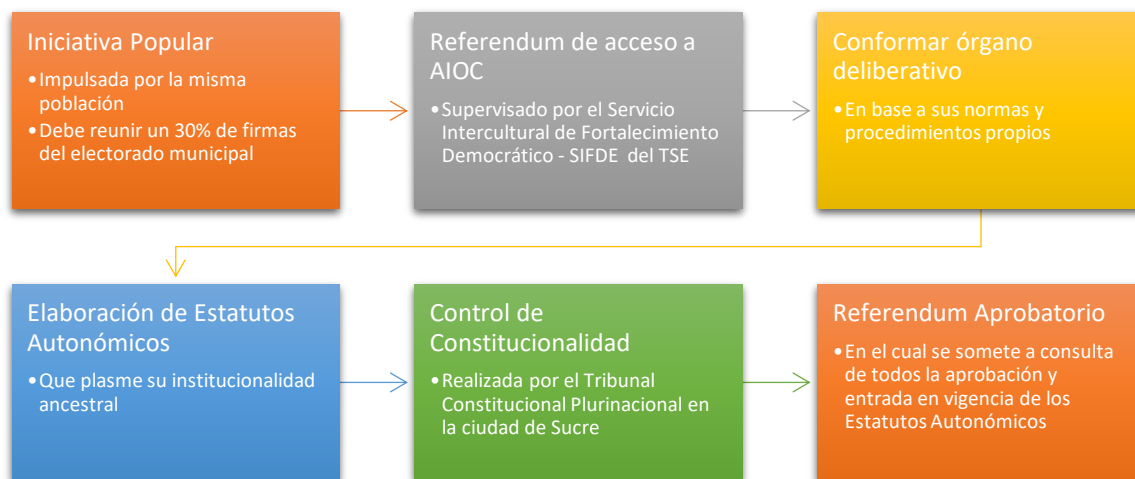 Iniciativa Popular
•Impulsada por la misma
población
•Debe reunir un 30% de firmas
del electorado municipal
Referendum de acceso a
AIOC
•Supervisado por el Servicio
Intercultural de Fortalecimiento
Democrático - SIFDE del TSE
Conformar órgano
deliberativo
•En base a sus normas y
procedimientos propios
Elaboración de Estatutos
Autonómicos
•Que plasme su institucionalidad
ancestral
Control de
Constitucionalidad
•Realizada por el Tribunal
Constitucional Plurinacional en
la ciudad de Sucre
Referendum Aprobatorio
•En el cual se somete a consulta
de todos la aprobación y
entrada en vigencia de los
Estatutos Autonómicos